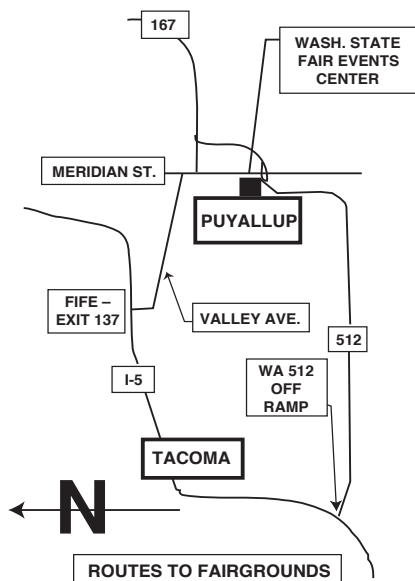 167
WASH. STATE
FAIR EVENTS
CENTER
MERIDIAN ST.
PUYALLUP
FIFE –
EXIT 137
VALLEY AVE.
512
I-5
WA 512
OFF
RAMP
TACOMA
N
ROUTES TO FAIRGROUNDS